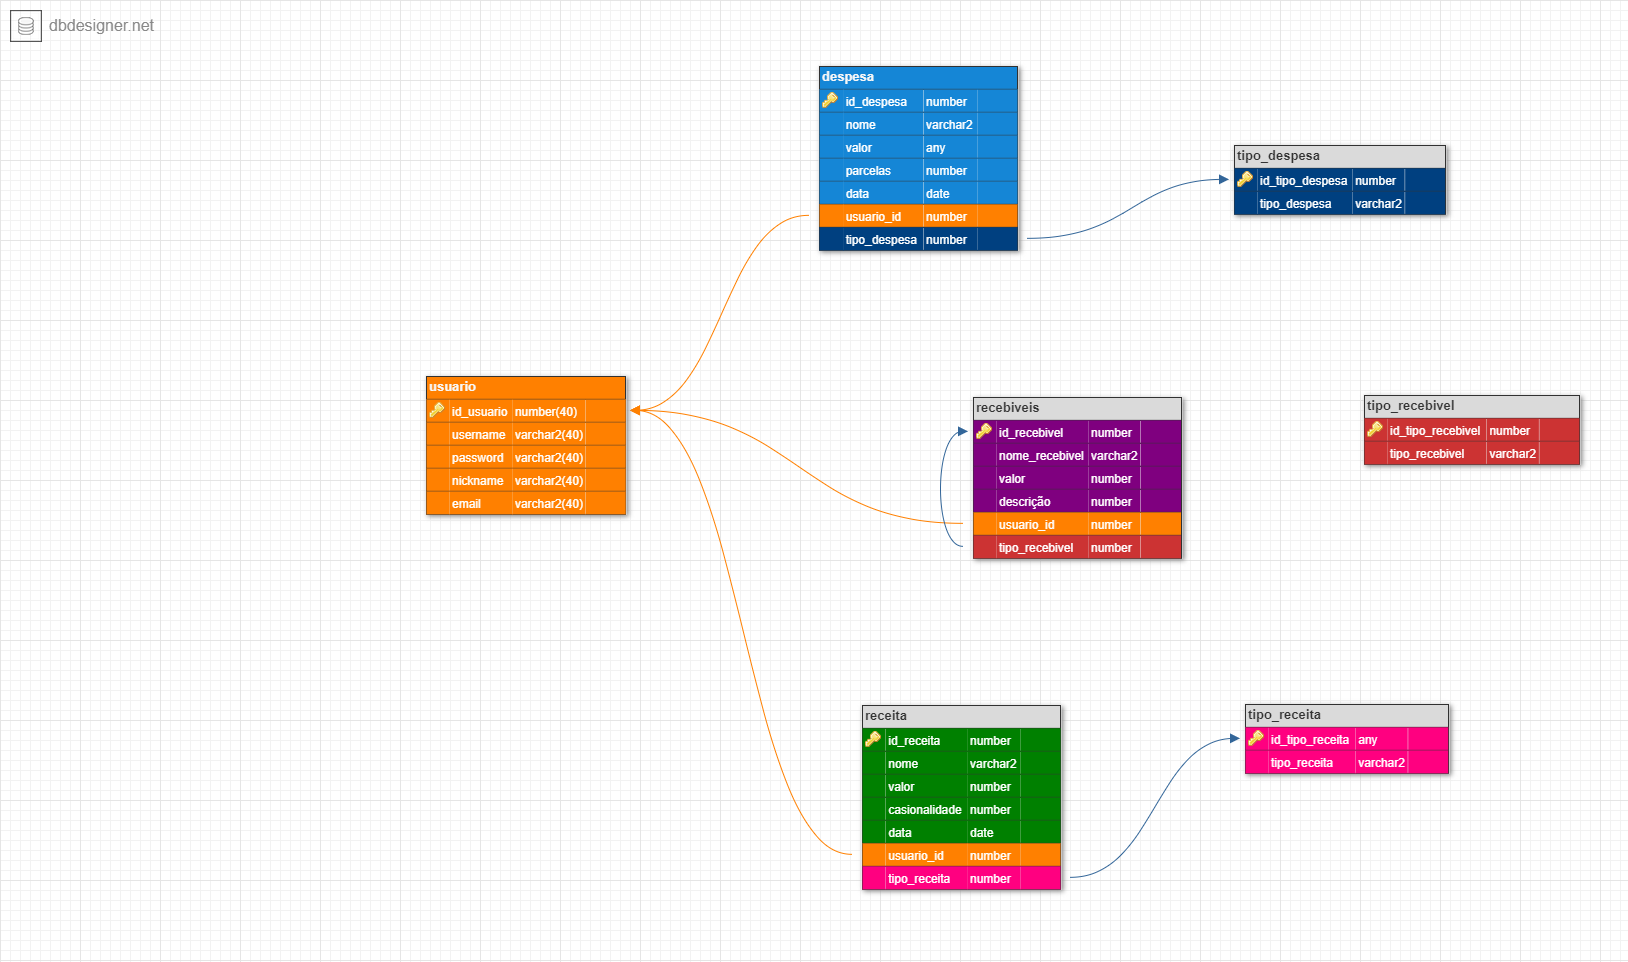 dbdesigner.net
despesa
id_despesa number
nome varchar2
valor any
parcelas number
data date
usuario_id number
tipo_despesa number
tipo_despesa
id_tipo_despesa number
tipo_despesa varchar2
usuario
id_usuario number(40)
username varchar2(40)
password varchar2(40)
nickname varchar2(40)
email varchar2(40)
recebiveis
id_recebivel number
nome_recebivel varchar2
valor number
descrição number
usuario_id number
tipo_recebivel number
tipo_recebivel
id_tipo_recebivel number
tipo_recebivel varchar2
receita
id_receita number
nome varchar2
valor number
casionalidade number
data date
usuario_id number
tipo_receita number
tipo_receita
id_tipo_receita any
tipo_receita varchar2